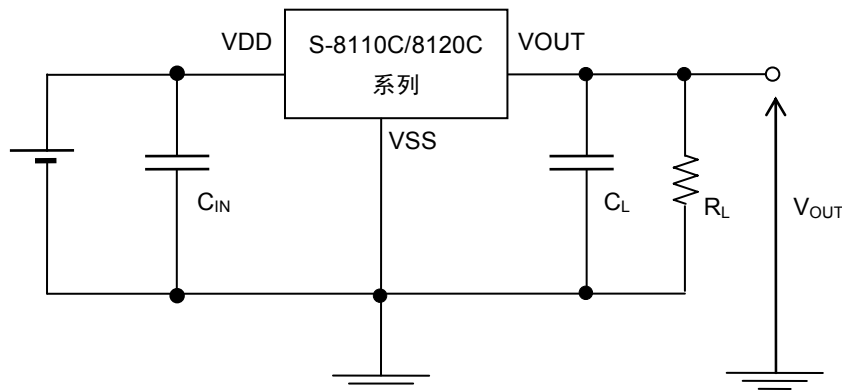 VDD
S-8110C/8120C
系列
VOUT
VSS
CIN
CL
RL
VOUT